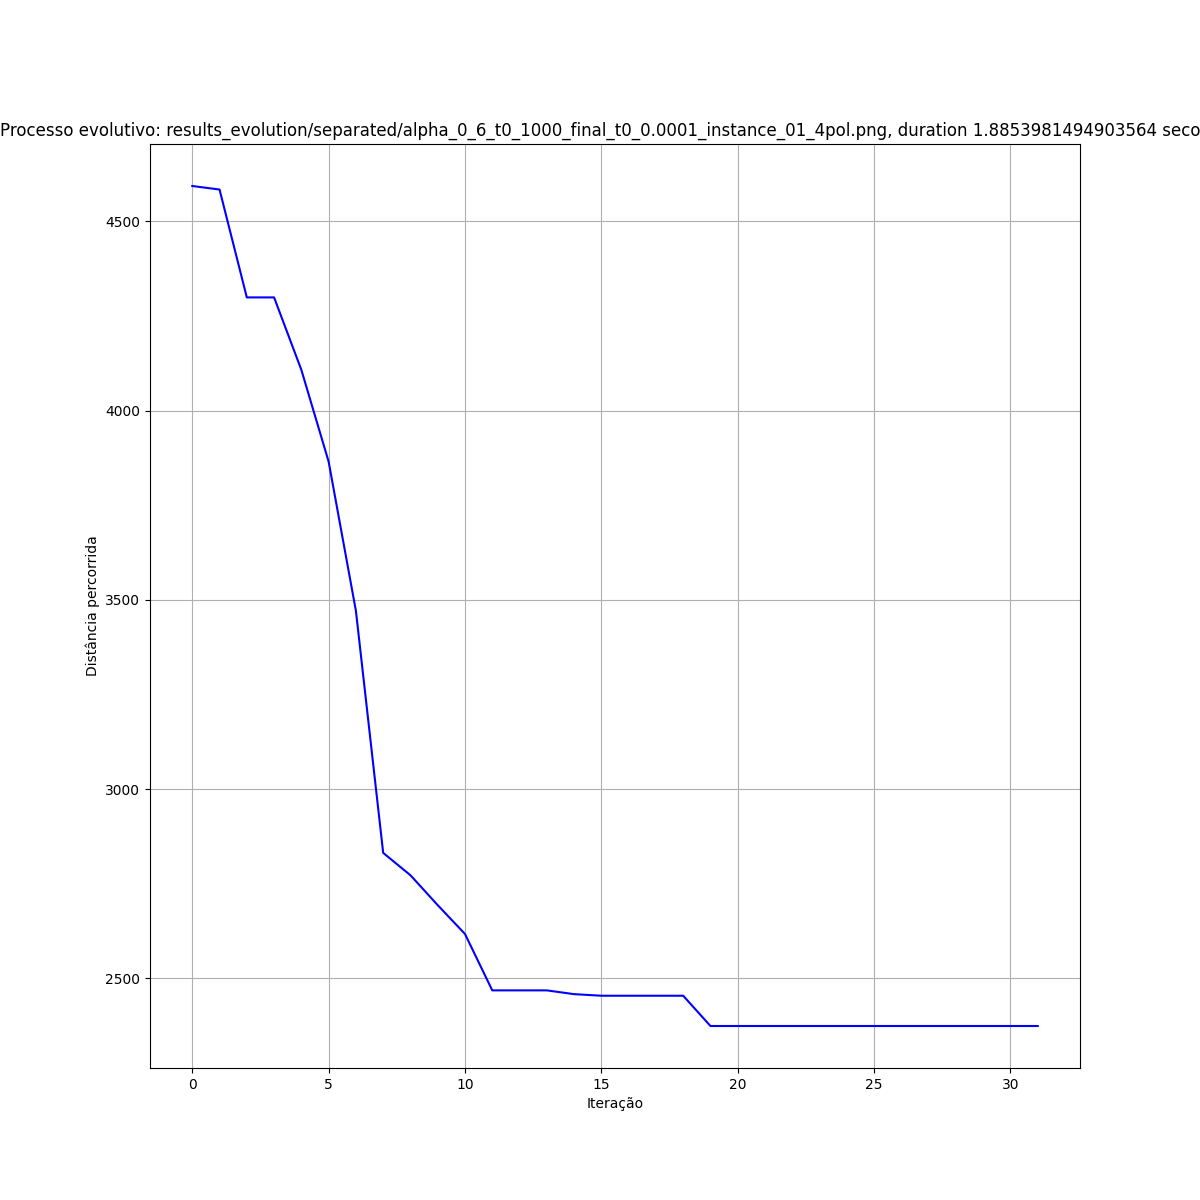 Processo evolutivo: results_evolution/separated/alpha_0_6_t0_1000_final_t0_0.0001_instance_01_4pol.png, duration 1.8853981494903564 seco
4500
4000
3500
3000
2500
Distância percorrida
0 5 10 15 20 25 30
Iteração